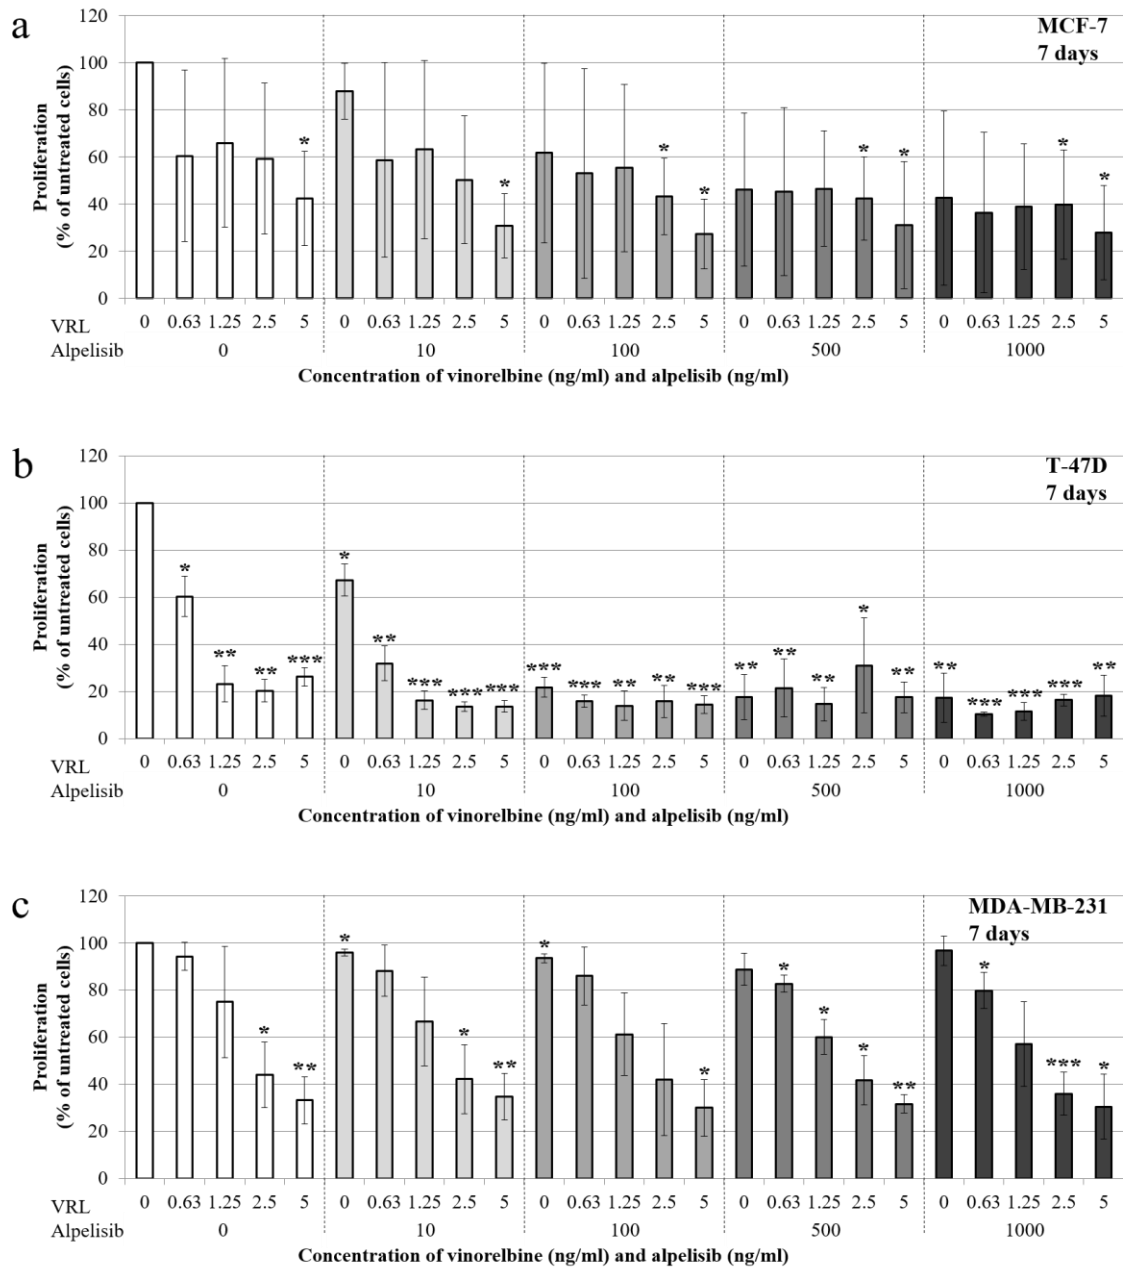 a
MCF-7
7 days
120
100
80
60
40
20
0
Proliferation
(% of untreated cells)
* * * * * * * *
VRL 0 0.63 1.25 2.5 5 0 0.63 1.25 2.5 5 0 0.63 1.25 2.5 5 0 0.63 1.25 2.5 5 0 0.63 1.25 2.5 5
Alpelisib 0 10 100 500 1000
Concentration of vinorelbine (ng/ml) and alpelisib (ng/ml)
b
T-47D
7 days
120
100
80
60
40
20
0
Proliferation
(% of untreated cells)
* ** ** *** * ** *** *** *** *** *** ** ** *** ** ** ** * ** ** *** *** *** **
VRL 0 0.63 1.25 2.5 5 0 0.63 1.25 2.5 5 0 0.63 1.25 2.5 5 0 0.63 1.25 2.5 5 0 0.63 1.25 2.5 5
Alpelisib 0 10 100 500 1000
Concentration of vinorelbine (ng/ml) and alpelisib (ng/ml)
c
MDA-MB-231
7 days
120
100
80
60
40
20
0
Proliferation
(% of untreated cells)
* ** * * ** * * * * * ** * *** *
VRL 0 0.63 1.25 2.5 5 0 0.63 1.25 2.5 5 0 0.63 1.25 2.5 5 0 0.63 1.25 2.5 5 0 0.63 1.25 2.5 5
Alpelisib 0 10 100 500 1000
Concentration of vinorelbine (ng/ml) and alpelisib (ng/ml)